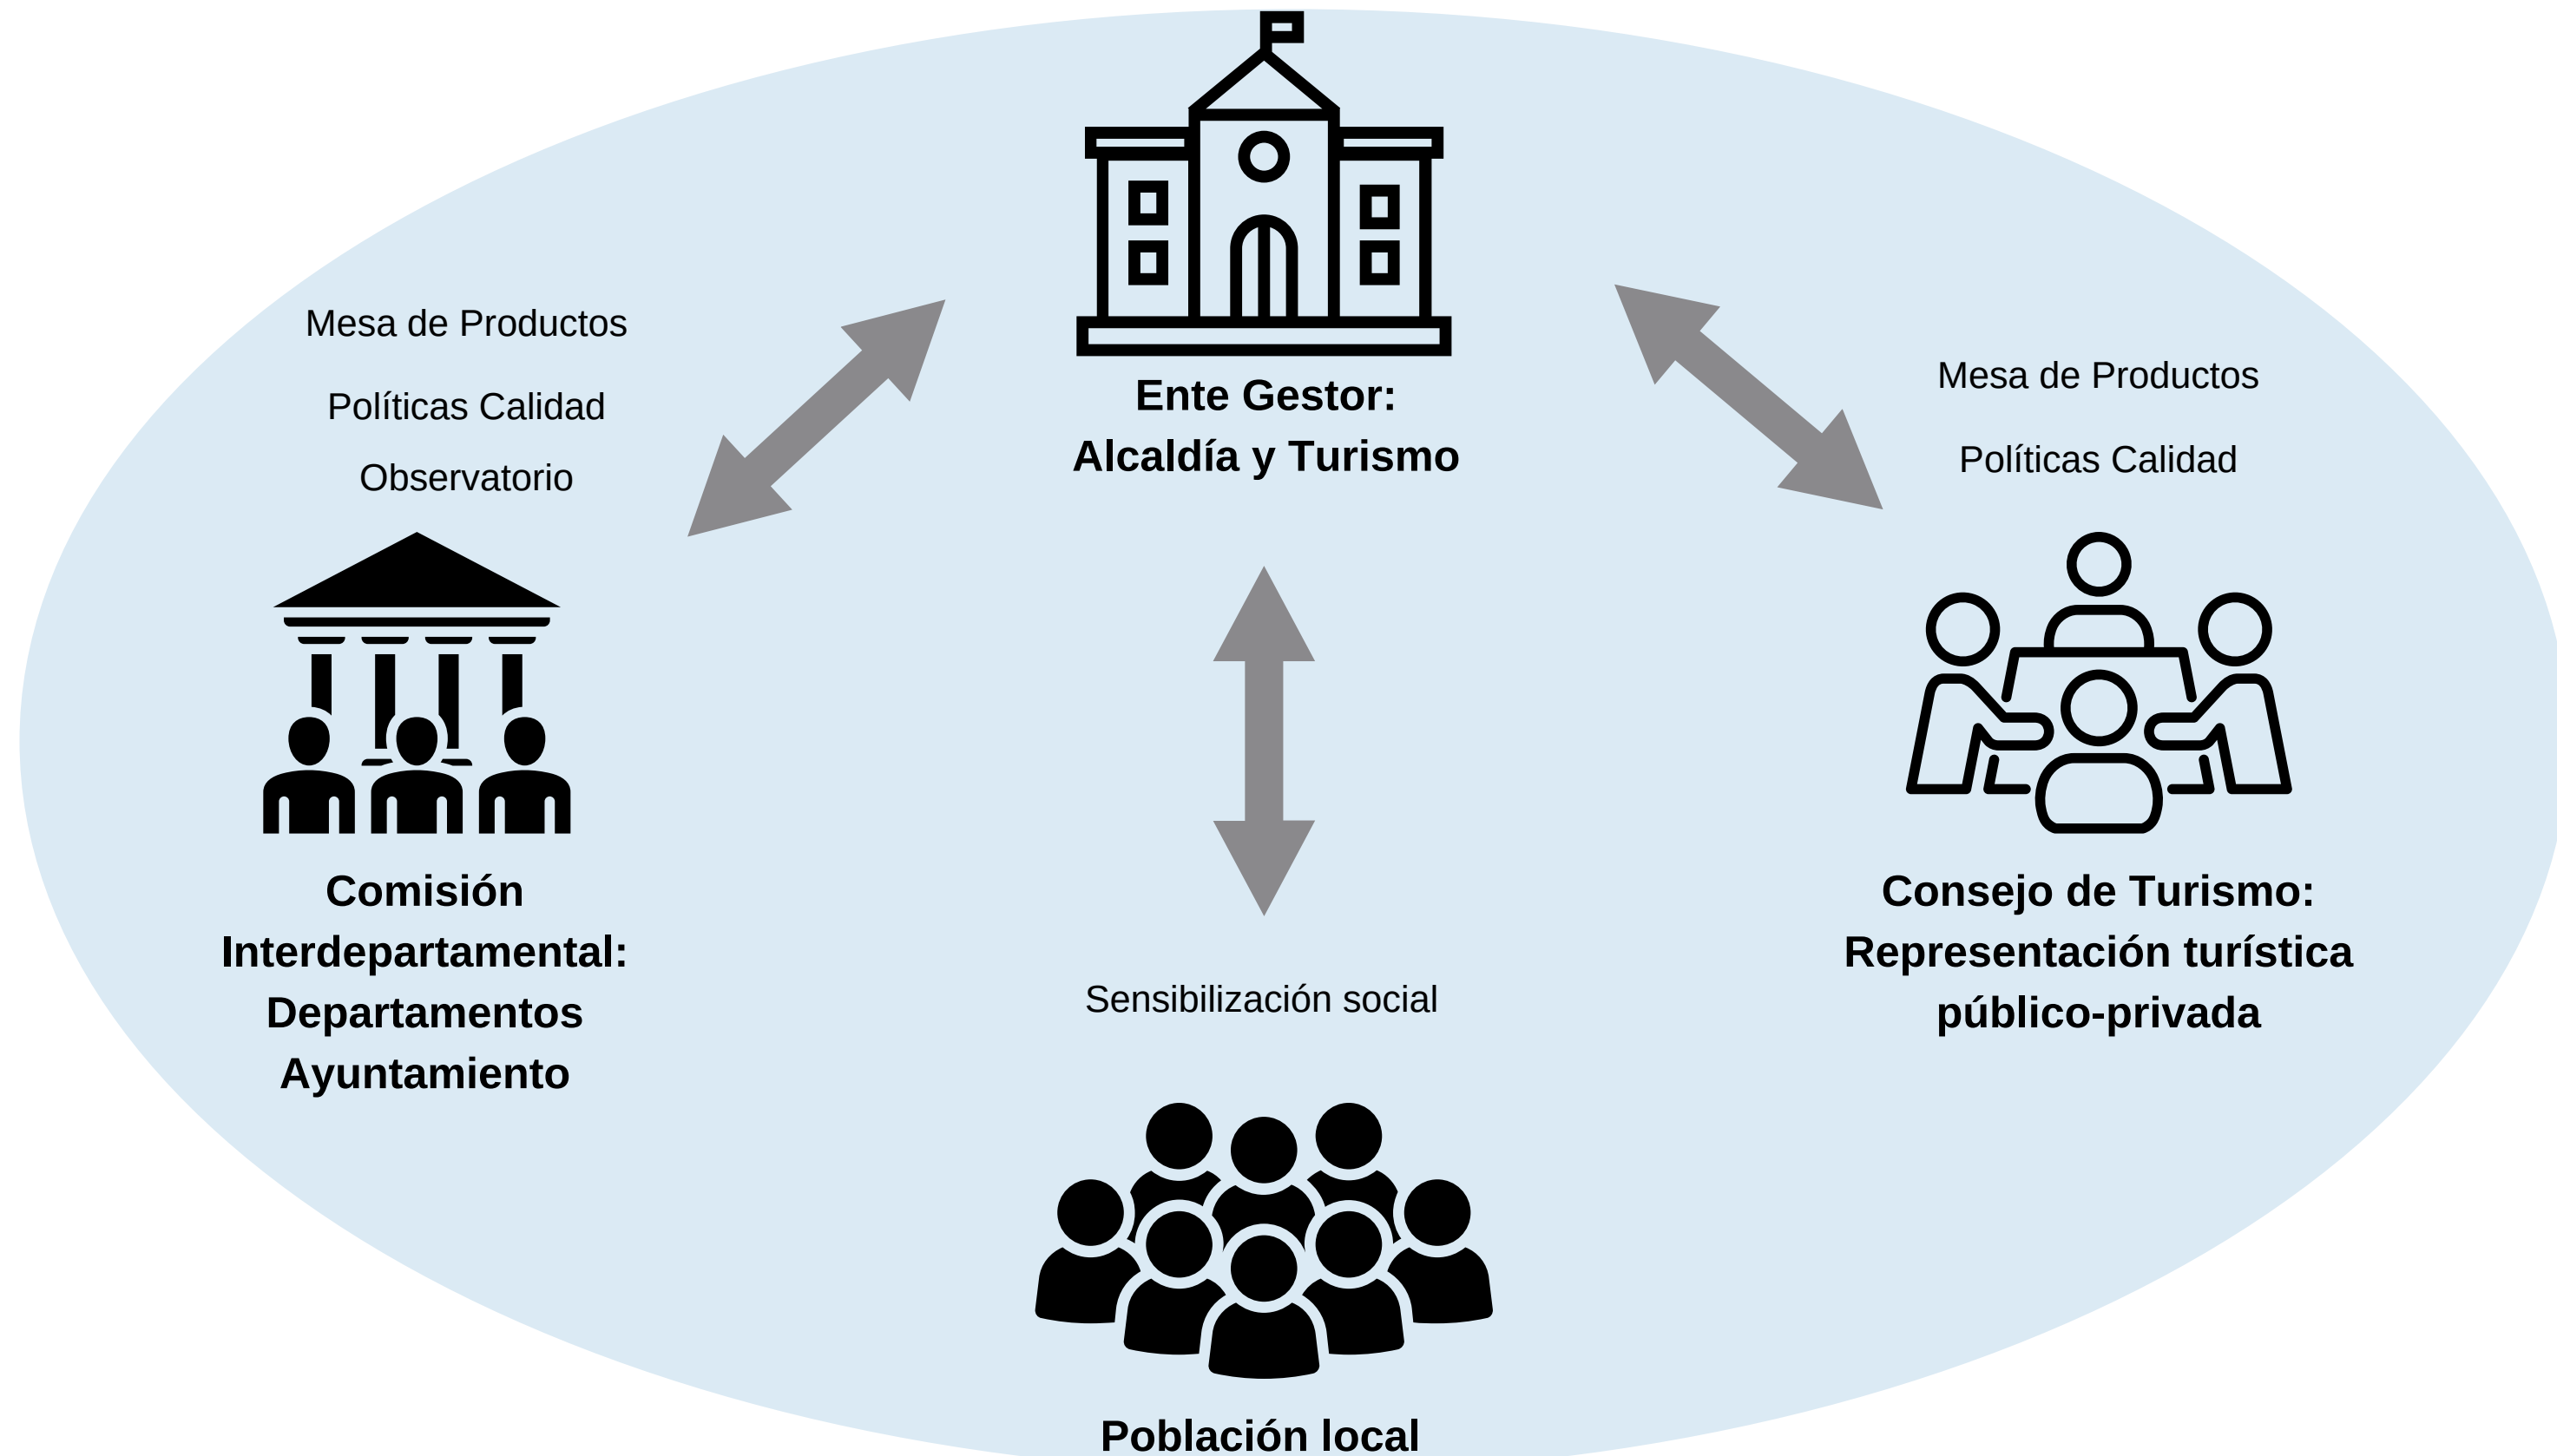 Mesa de Productos
Políticas Calidad
Observatorio
Comisión
Interdepartamental:
Departamentos
Ayuntamiento
Ente Gestor:
Alcaldía y Turismo
Sensibilización social
Población local
Mesa de Productos
Políticas Calidad
Consejo de Turismo:
Representación turística
público-privada